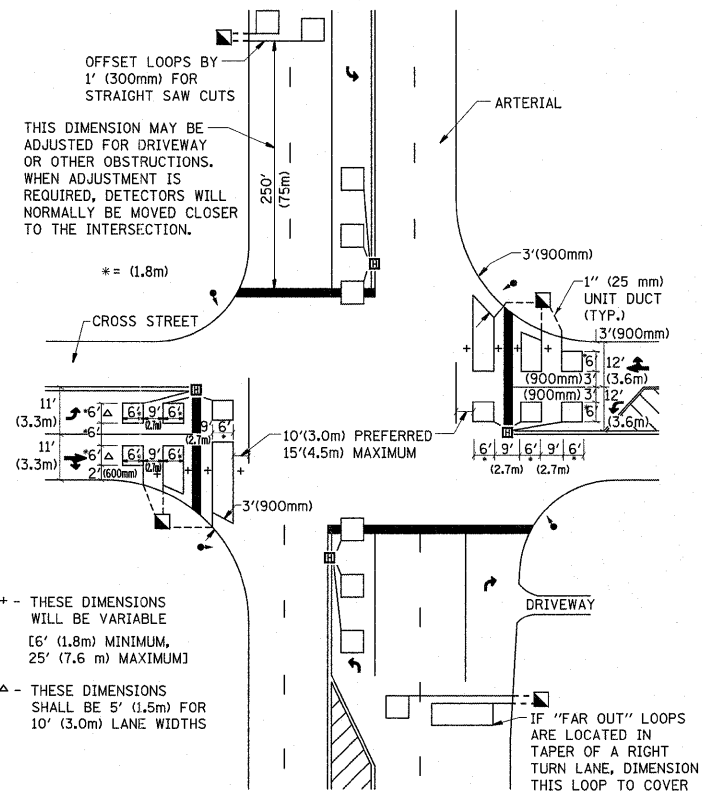 OFFSET LOOPS BY
1' (300mm) FOR
STRAIGHT SAW CUTS
ARTERIAL
THIS DIMENSION MAY BE
ADJUSTED FOR DRIVEWAY
OR OTHER OBSTRUCTIONS.
WHEN ADJUSTMENT IS
REQUIRED, DETECTORS WILL
NORMALLY BE MOVED CLOSER
TO THE INTERSECTION.
250'
(75m)
* = (1.8m)
H
3'(900mm)
1" (25 mm)
UNIT DUCT
(TYP.)
CROSS STREET
3'(900mm)
+ + +
*6' 12'
(3.6m)
(900mm) 3'
(900mm) 3' 12'
*6' (3.6m)
H
6' 9' 6' 9' 6'
* (2.7m) * (2.7m) *
H
11'
(3.3m)
*6' △ 6' 9' 6'
(2.7m)
*6'
9' 6'
(2.7m) *
11'
(3.3m)
*6' △ 6' 9' 6'
(2.7m)
2' (600mm) + + +
10'(3.0m) PREFERRED
15'(4.5m) MAXIMUM
3'(900mm)
H
DRIVEWAY
+ - THESE DIMENSIONS
WILL BE VARIABLE
[6' (1.8m) MINIMUM,
25' (7.6 m) MAXIMUM]
△ - THESE DIMENSIONS
SHALL BE 5' (1.5m) FOR
10' (3.0m) LANE WIDTHS
IF "FAR OUT" LOOPS
ARE LOCATED IN
TAPER OF A RIGHT
TURN LANE, DIMENSION
THIS LOOP TO COVER